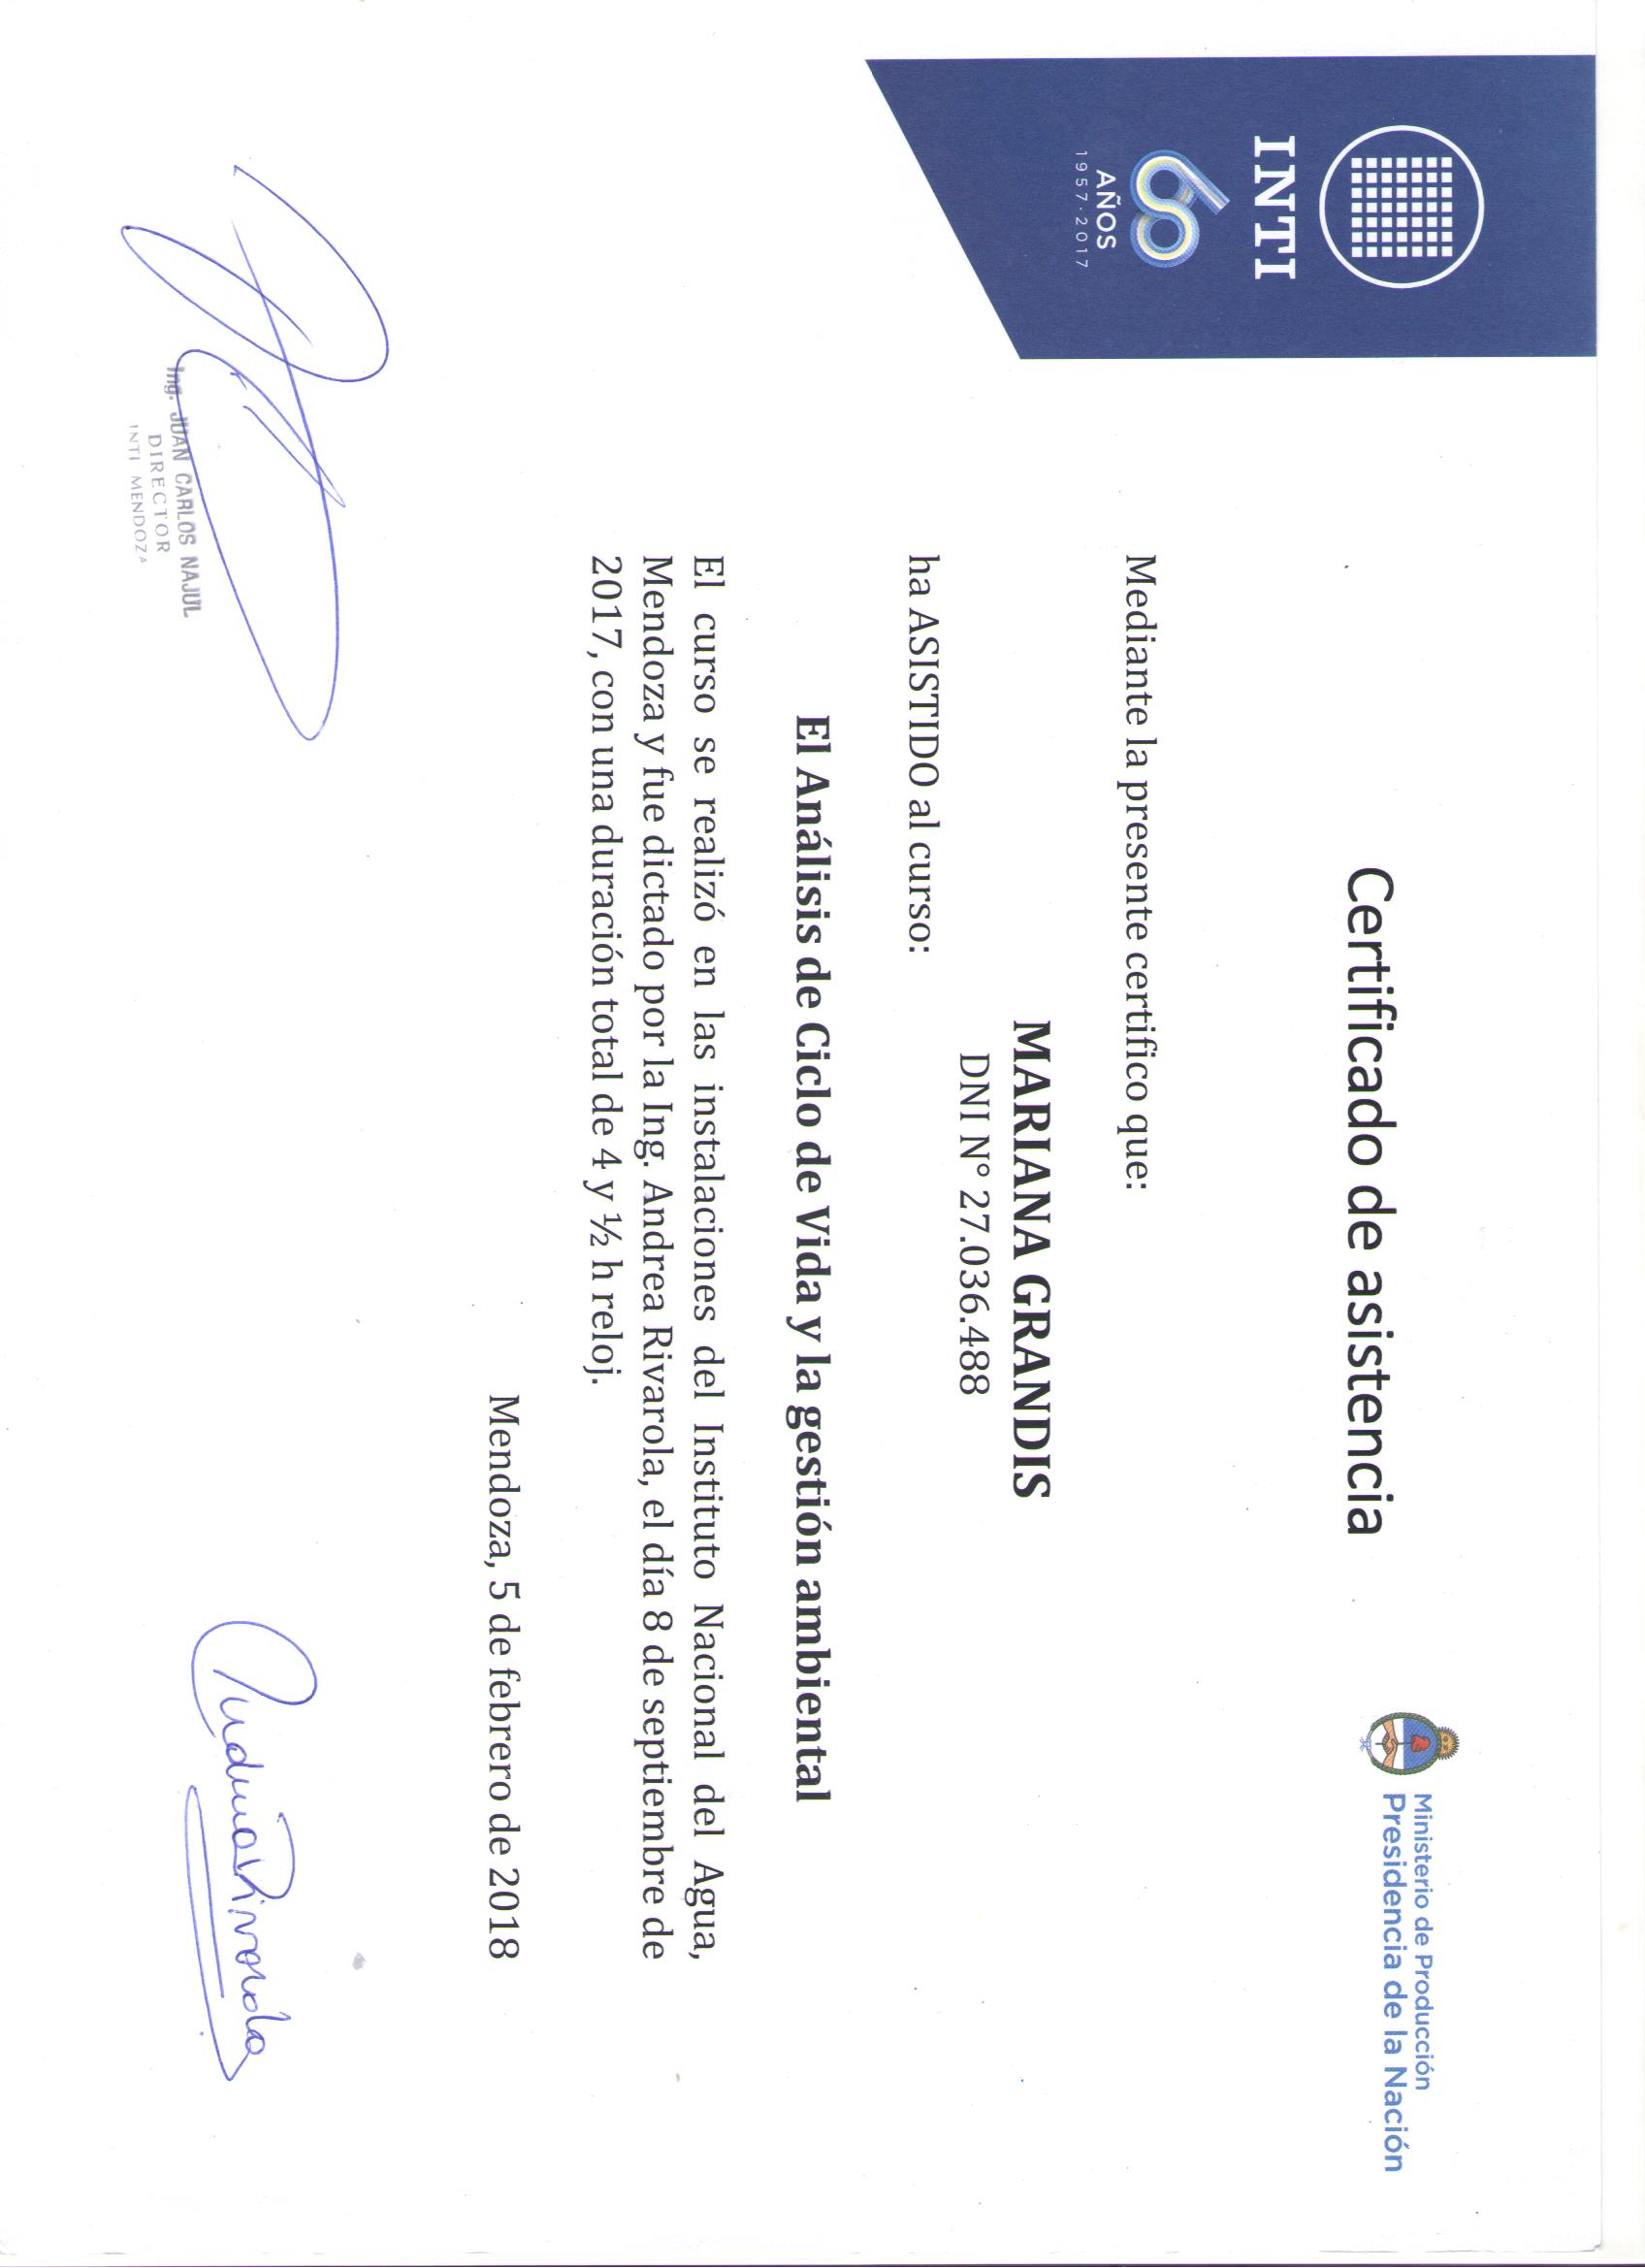 INTI
60
AÑOS
1957·2017
Certificado de asistencia
Ministerio de Producción
Presidencia de la Nación
Mediante la presente certifico que:
MARIANA GRANDIS
DNI N° 27.036.488
ha ASISTIDO al curso:
El Análisis de Ciclo de Vida y la gestión ambiental
El curso se realizó en las instalaciones del Instituto Nacional del Agua,
Mendoza y fue dictado por la Ing. Andrea Rivarola, el día 8 de septiembre de
2017, con una duración total de 4 y ½ h reloj.
Mendoza, 5 de febrero de 2018
Ing. JUAN CARLOS NAJUL
DIRECTOR
INTI MENDOZA
Andrea Rivarola